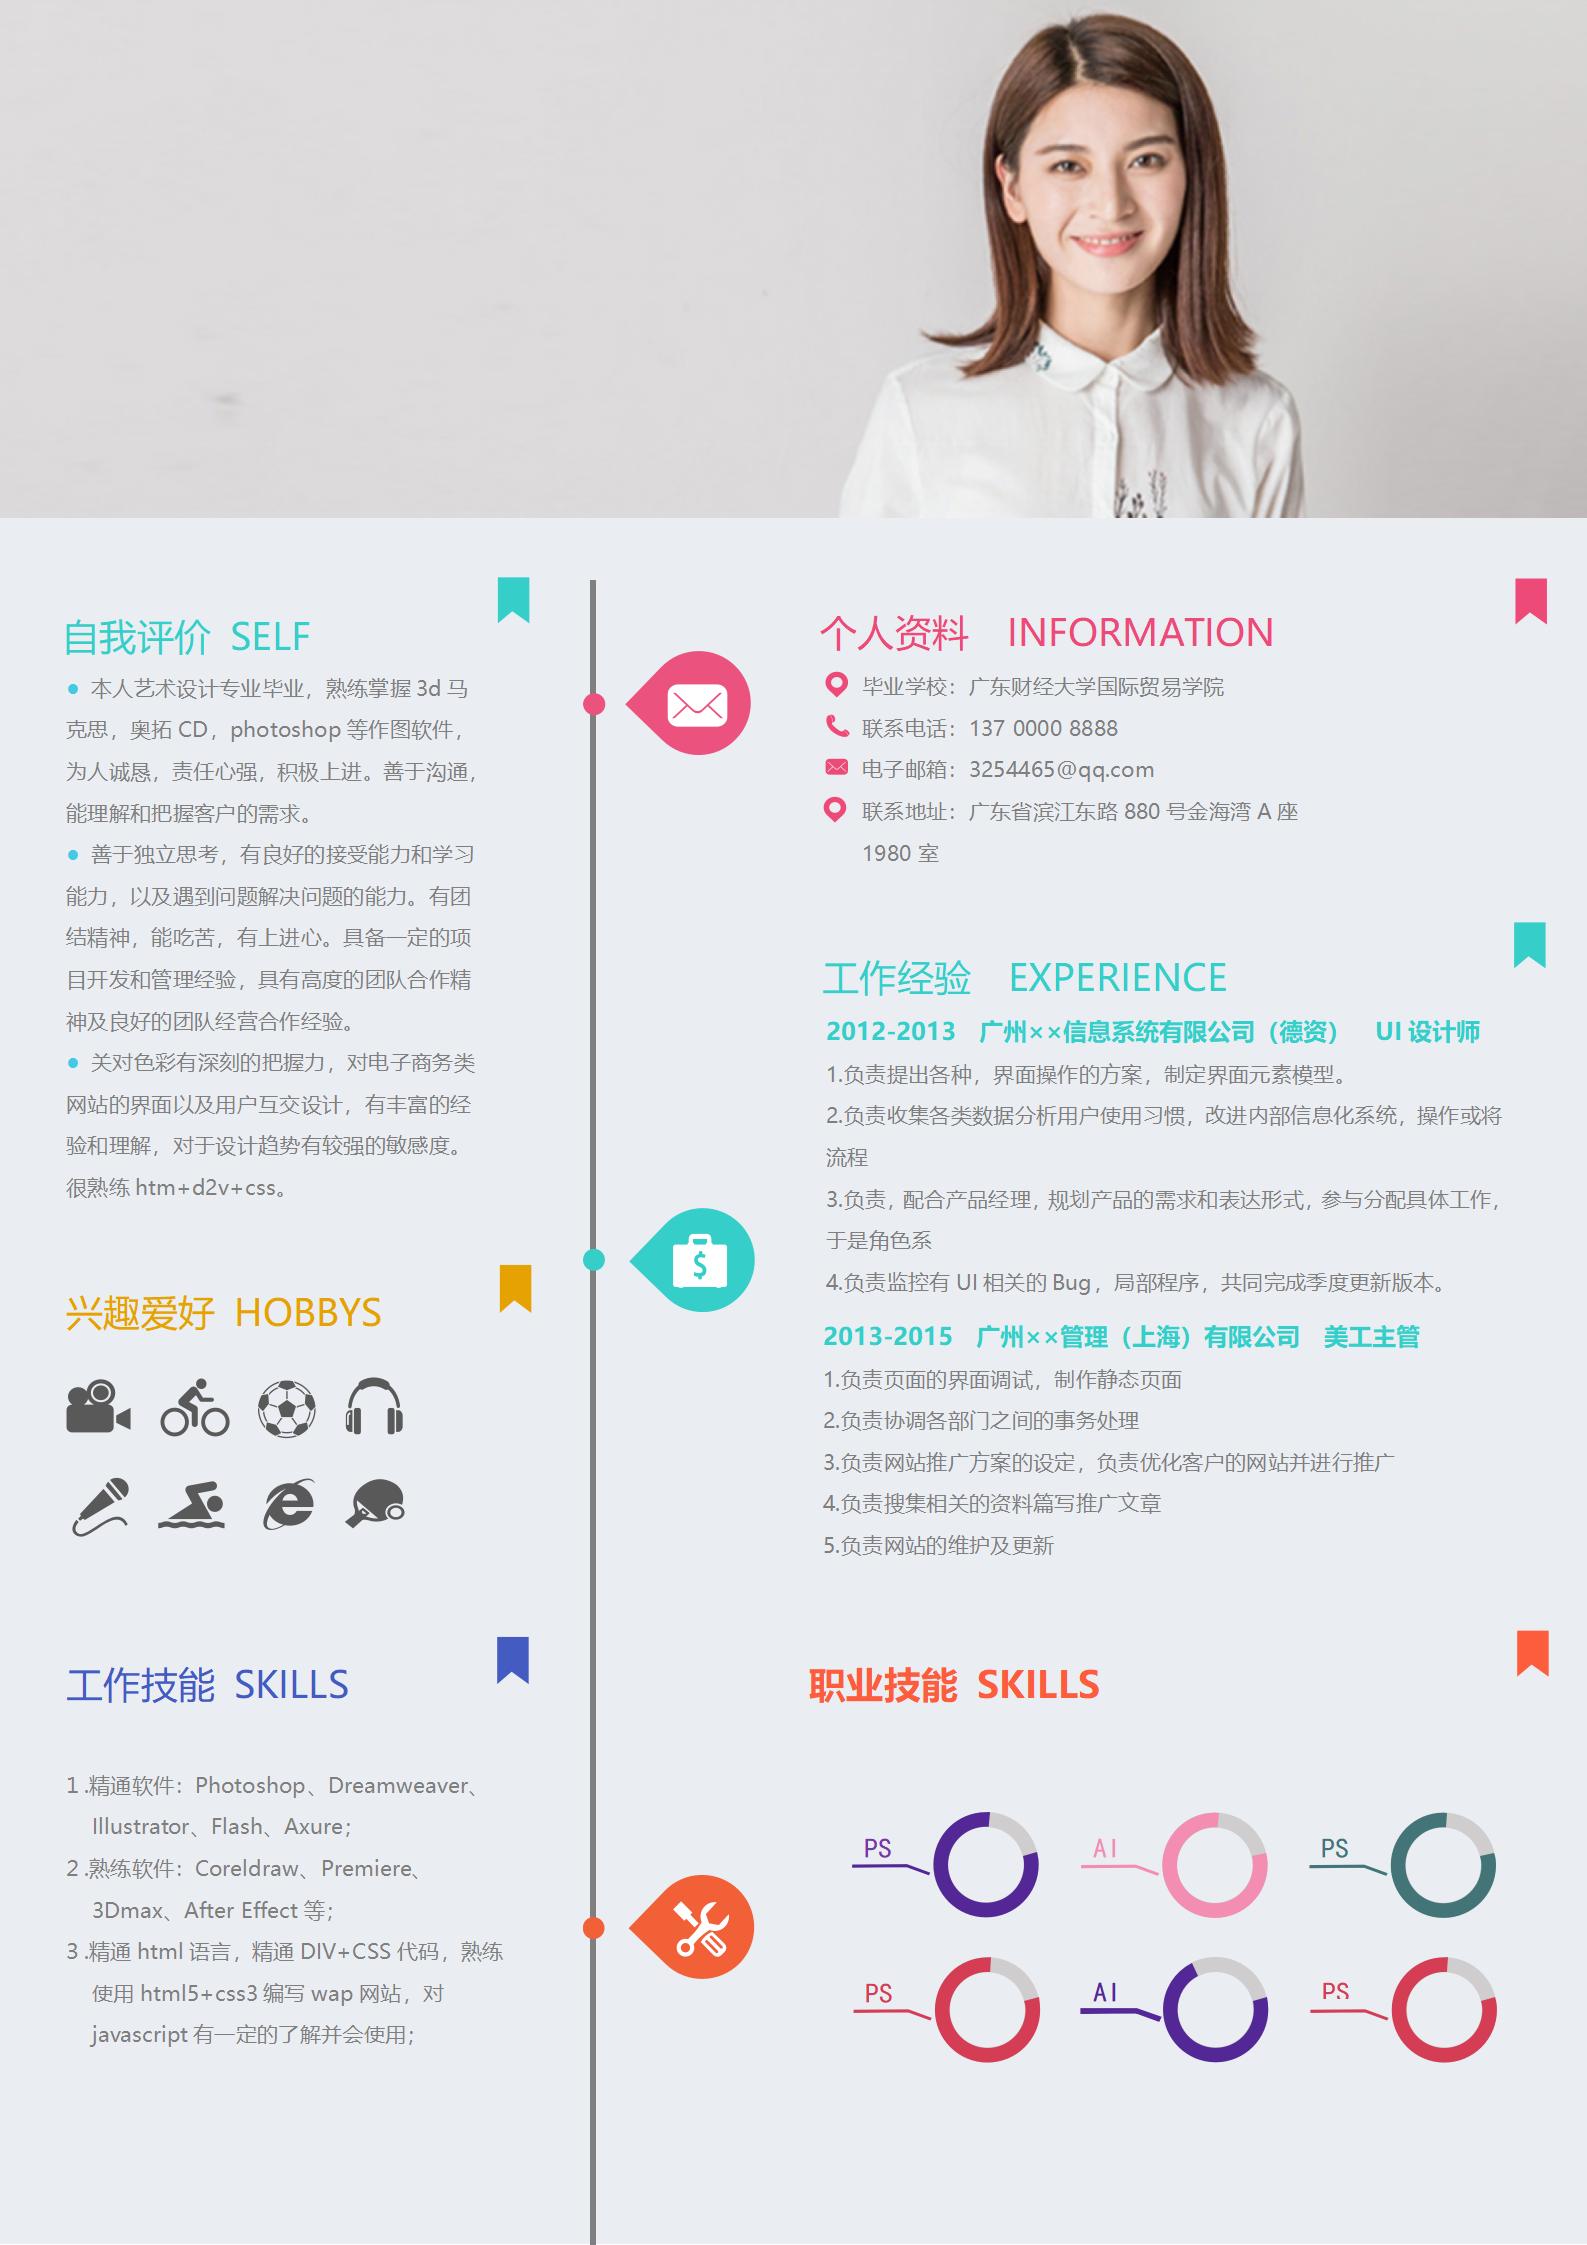 自我评价 SELF
本人艺术设计专业毕业，熟练掌握 3d 马
克思，奥拓 CD，photoshop 等作图软件，
为人诚恳，责任心强，积极上进。善于沟通，
能理解和把握客户的需求。
善于独立思考，有良好的接受能力和学习
能力，以及遇到问题解决问题的能力。有团
结精神，能吃苦，有上进心。具备一定的项
目开发和管理经验，具有高度的团队合作精
神及良好的团队经营合作经验。
关对色彩有深刻的把握力，对电子商务类
网站的界面以及用户互交设计，有丰富的经
验和理解，对于设计趋势有较强的敏感度。
很熟练 htm+d2v+css。
兴趣爱好 HOBBYS
工作技能 SKILLS
1 .精通软件：Photoshop、Dreamweaver、
Illustrator、Flash、Axure；
2 .熟练软件：Coreldraw、Premiere、
3Dmax、After Effect 等；
3 .精通 html 语言，精通 DIV+CSS 代码，熟练
使用 html5+css3 编写 wap 网站，对
javascript 有一定的了解并会使用；
个人资料 INFORMATION
毕业学校：广东财经大学国际贸易学院
联系电话：137 0000 8888
电子邮箱：3254465@qq.com
联系地址：广东省滨江东路 880 号金海湾 A 座
1980 室
工作经验 EXPERIENCE
2012-2013 广州××信息系统有限公司（德资） UI 设计师
1.负责提出各种，界面操作的方案，制定界面元素模型。
2.负责收集各类数据分析用户使用习惯，改进内部信息化系统，操作或将
流程
3.负责，配合产品经理，规划产品的需求和表达形式，参与分配具体工作，
于是角色系
4.负责监控有 UI 相关的 Bug，局部程序，共同完成季度更新版本。
2013-2015 广州××管理（上海）有限公司 美工主管
1.负责页面的界面调试，制作静态页面
2.负责协调各部门之间的事务处理
3.负责网站推广方案的设定，负责优化客户的网站并进行推广
4.负责搜集相关的资料篇写推广文章
5.负责网站的维护及更新
职业技能 SKILLS
PS AI PS
PS AI PS